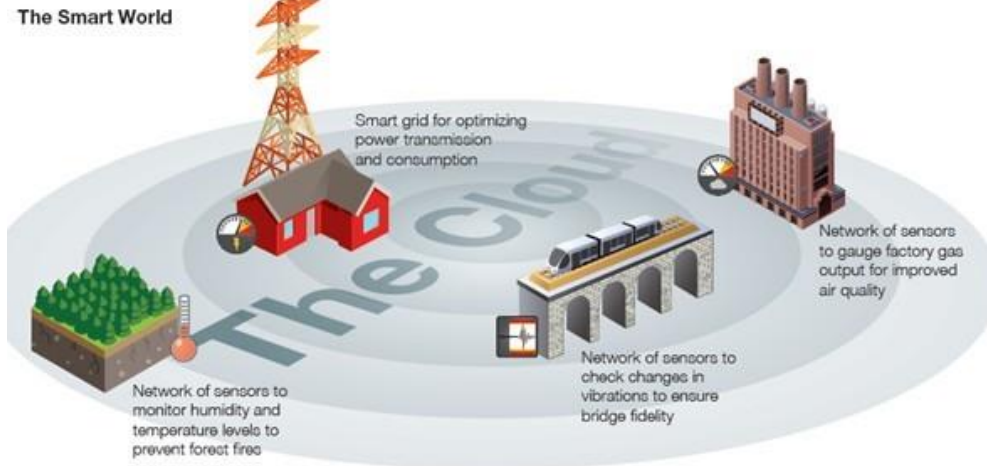 The Smart World
Smart grid for optimizing
power transmission
and consumption
The Cloud
Network of sensors
to gauge factory gas
output for improved
air quality
Network of sensors to
check changes in
vibrations to ensure
bridge fidelity
Network of sensors to
monitor humidity and
temperature levels to
prevent forest fires